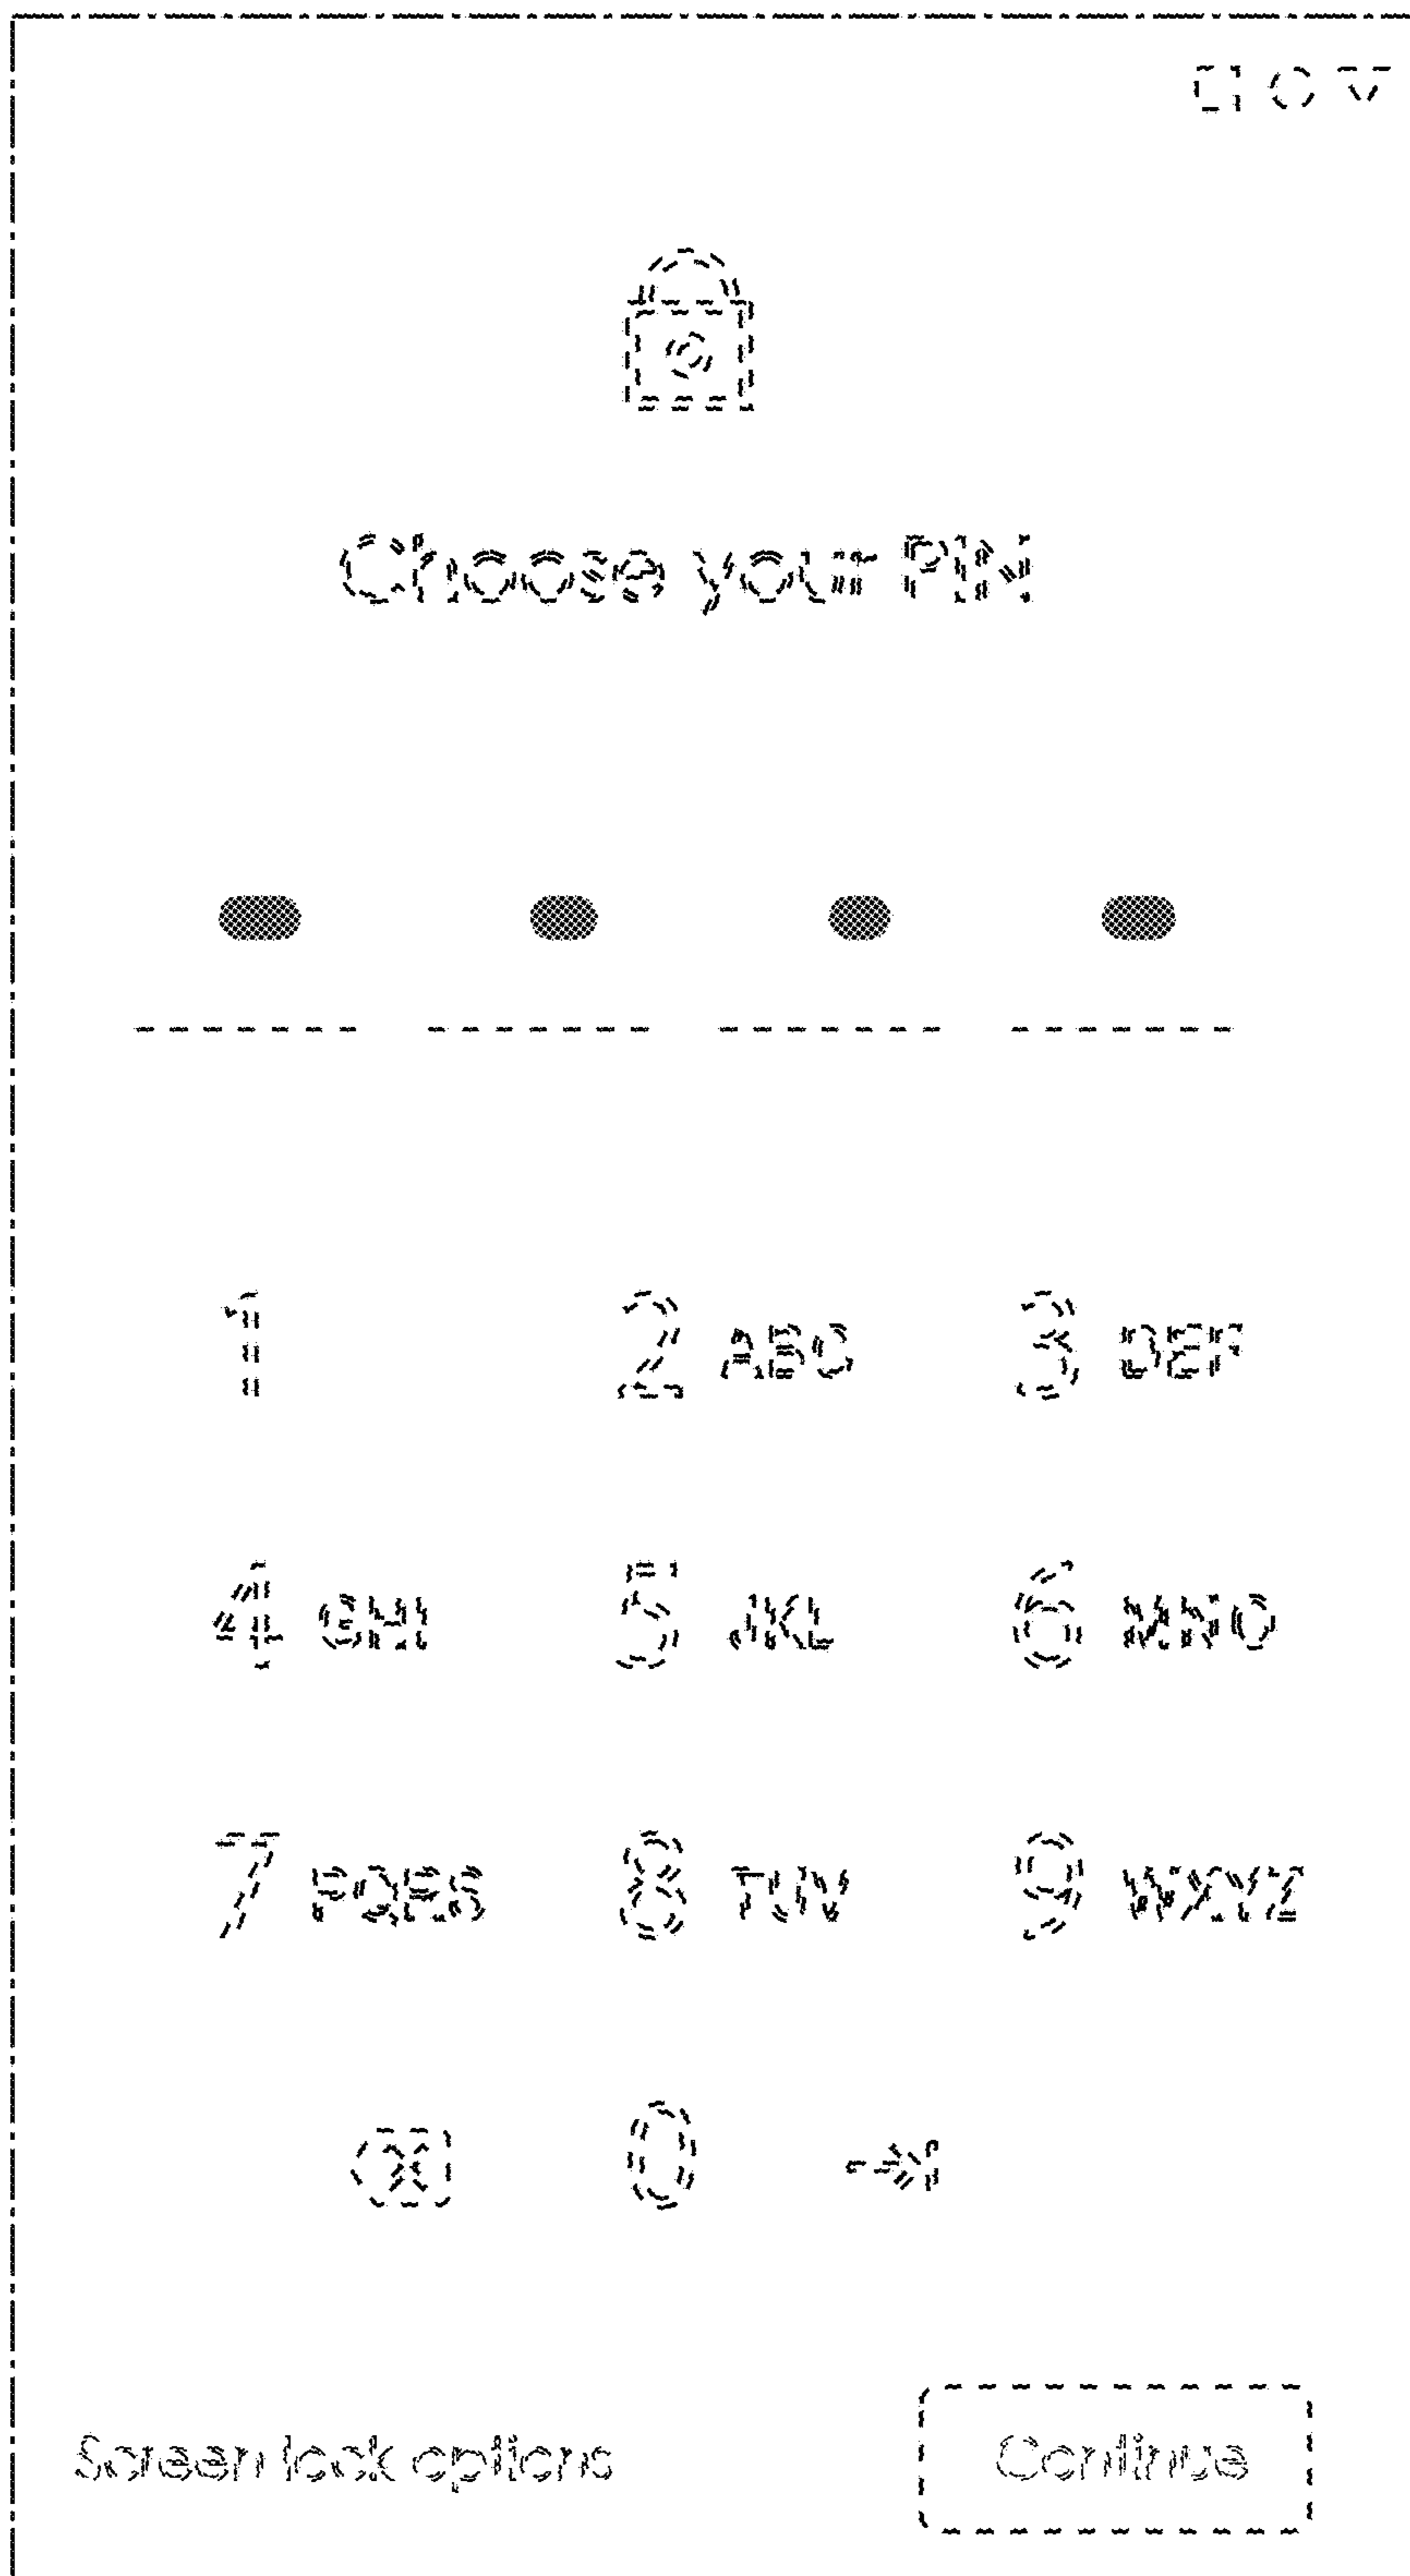 Choose your PIN
1 2 ABC 3 DEF
4 GHI 5 JKL 6 MNO
7 PQRS 8 TUV 9 WXYZ
0
Screen lock options Continue